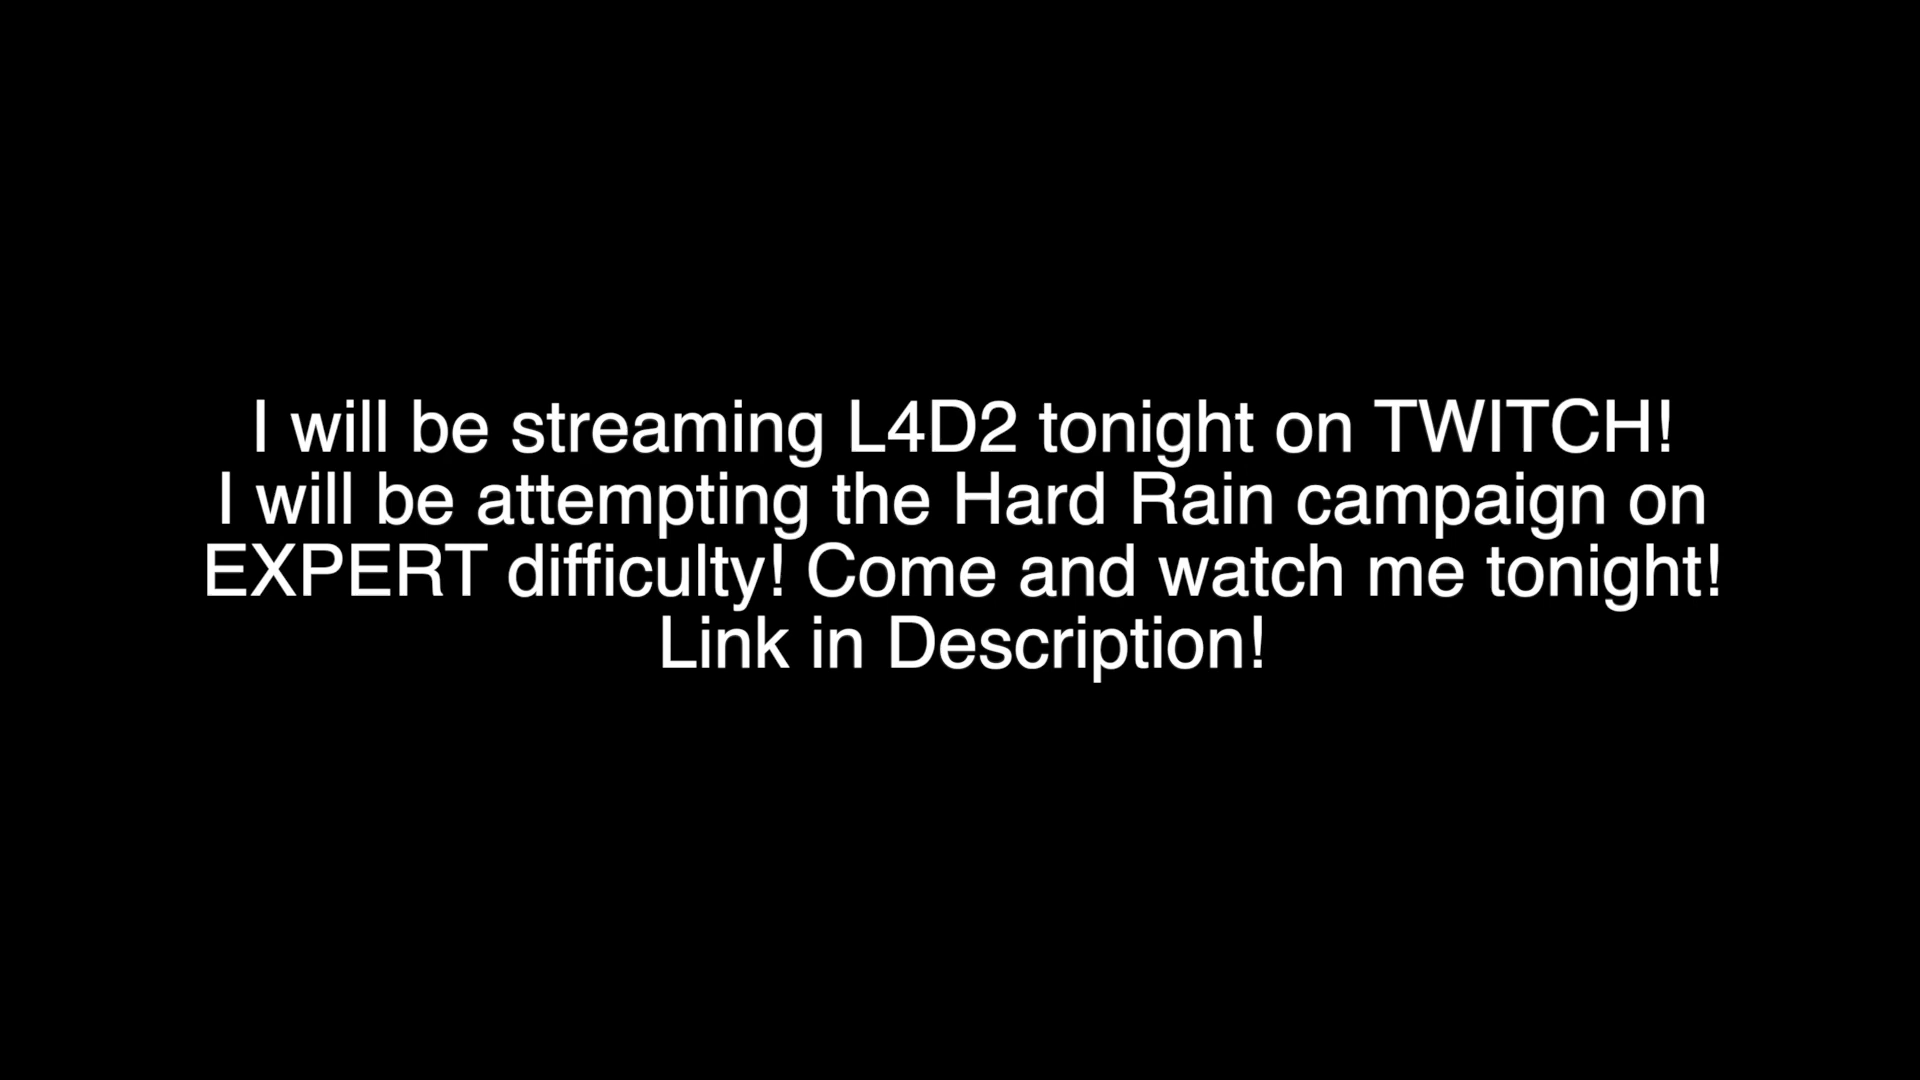 I will be streaming L4D2 tonight on TWITCH!
I will be attempting the Hard Rain campaign on
EXPERT difficulty! Come and watch me tonight!
Link in Description!